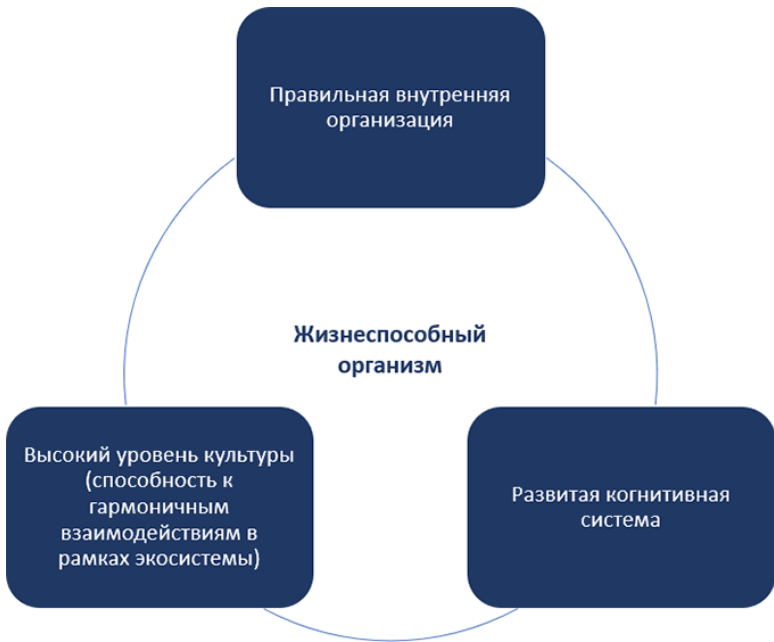 Правильная внутренняя
организация
Жизнеспособный
организм
Высокий уровень культуры
(способность к
гармоничным
взаимодействиям в
рамках экосистемы)
Развитая когнитивная
система